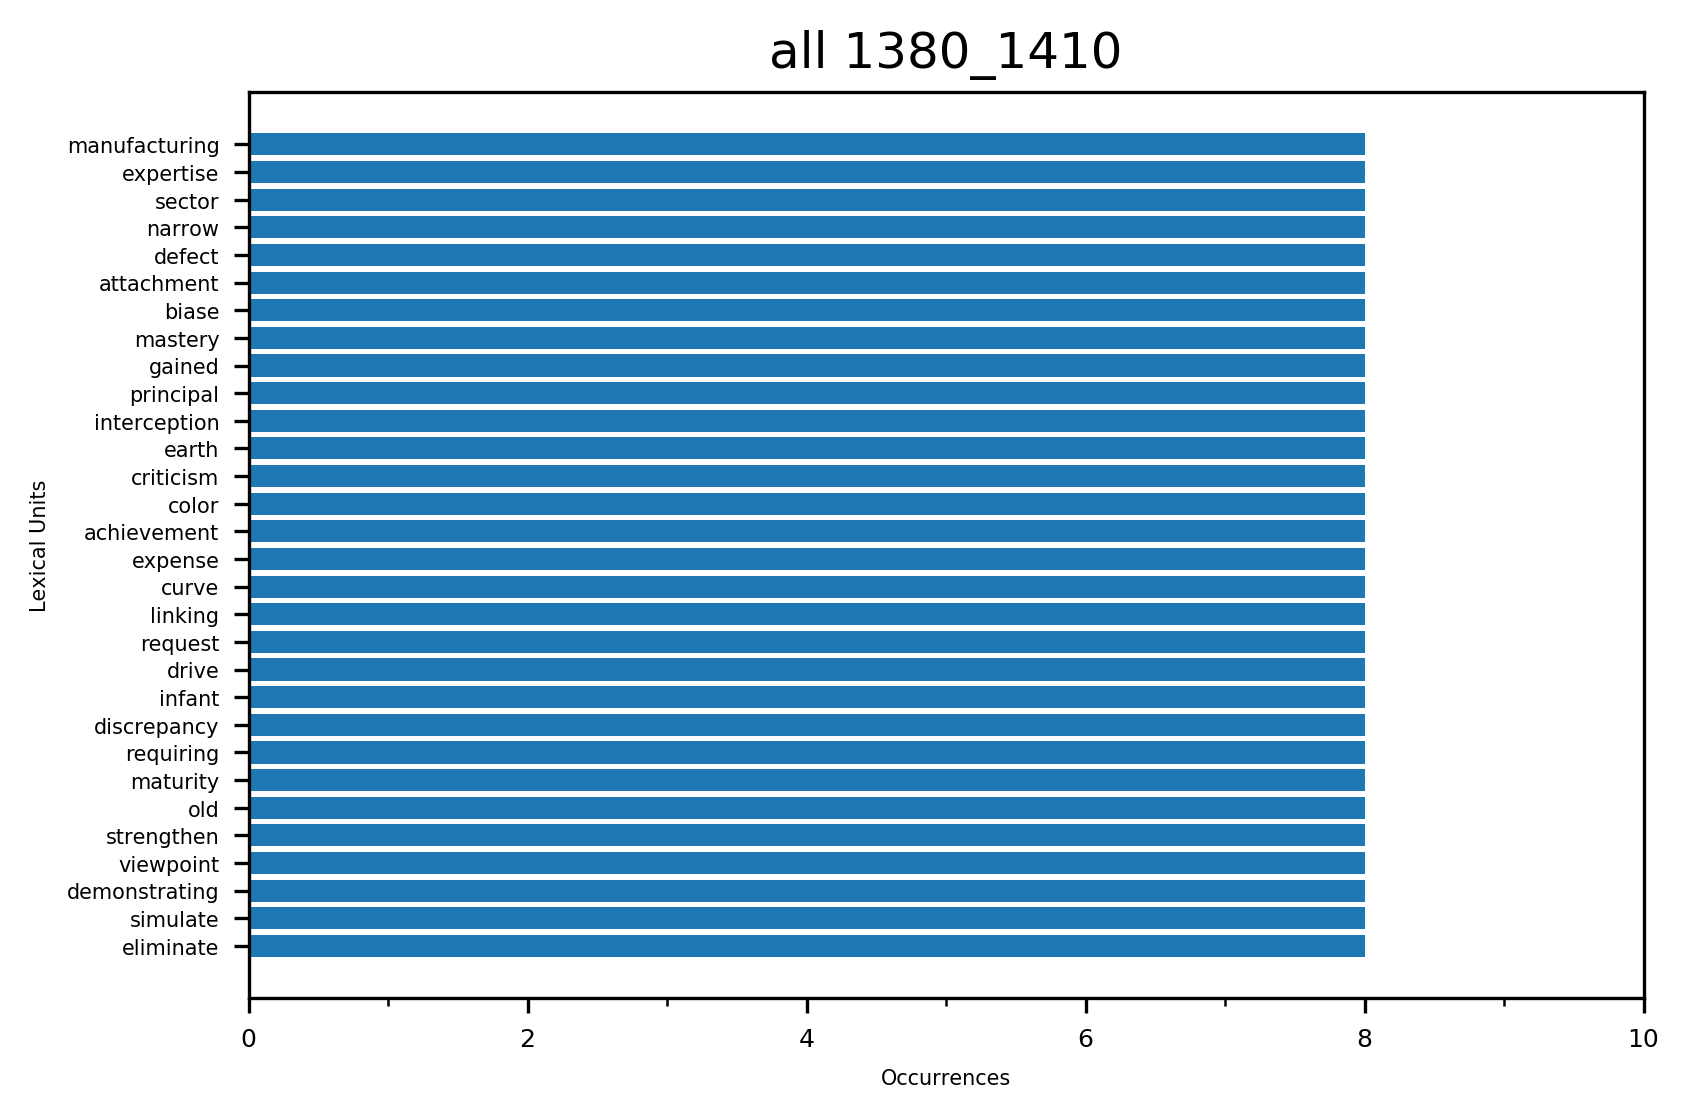 all 1380_1410
manufacturing
expertise
sector
narrow
defect
attachment
biase
mastery
gained
principal
interception
earth
criticism
color
achievement
expense
curve
linking
request
drive
infant
discrepancy
requiring
maturity
old
strengthen
viewpoint
demonstrating
simulate
eliminate
Lexical Units
0 2 4 6 8 10
Occurrences